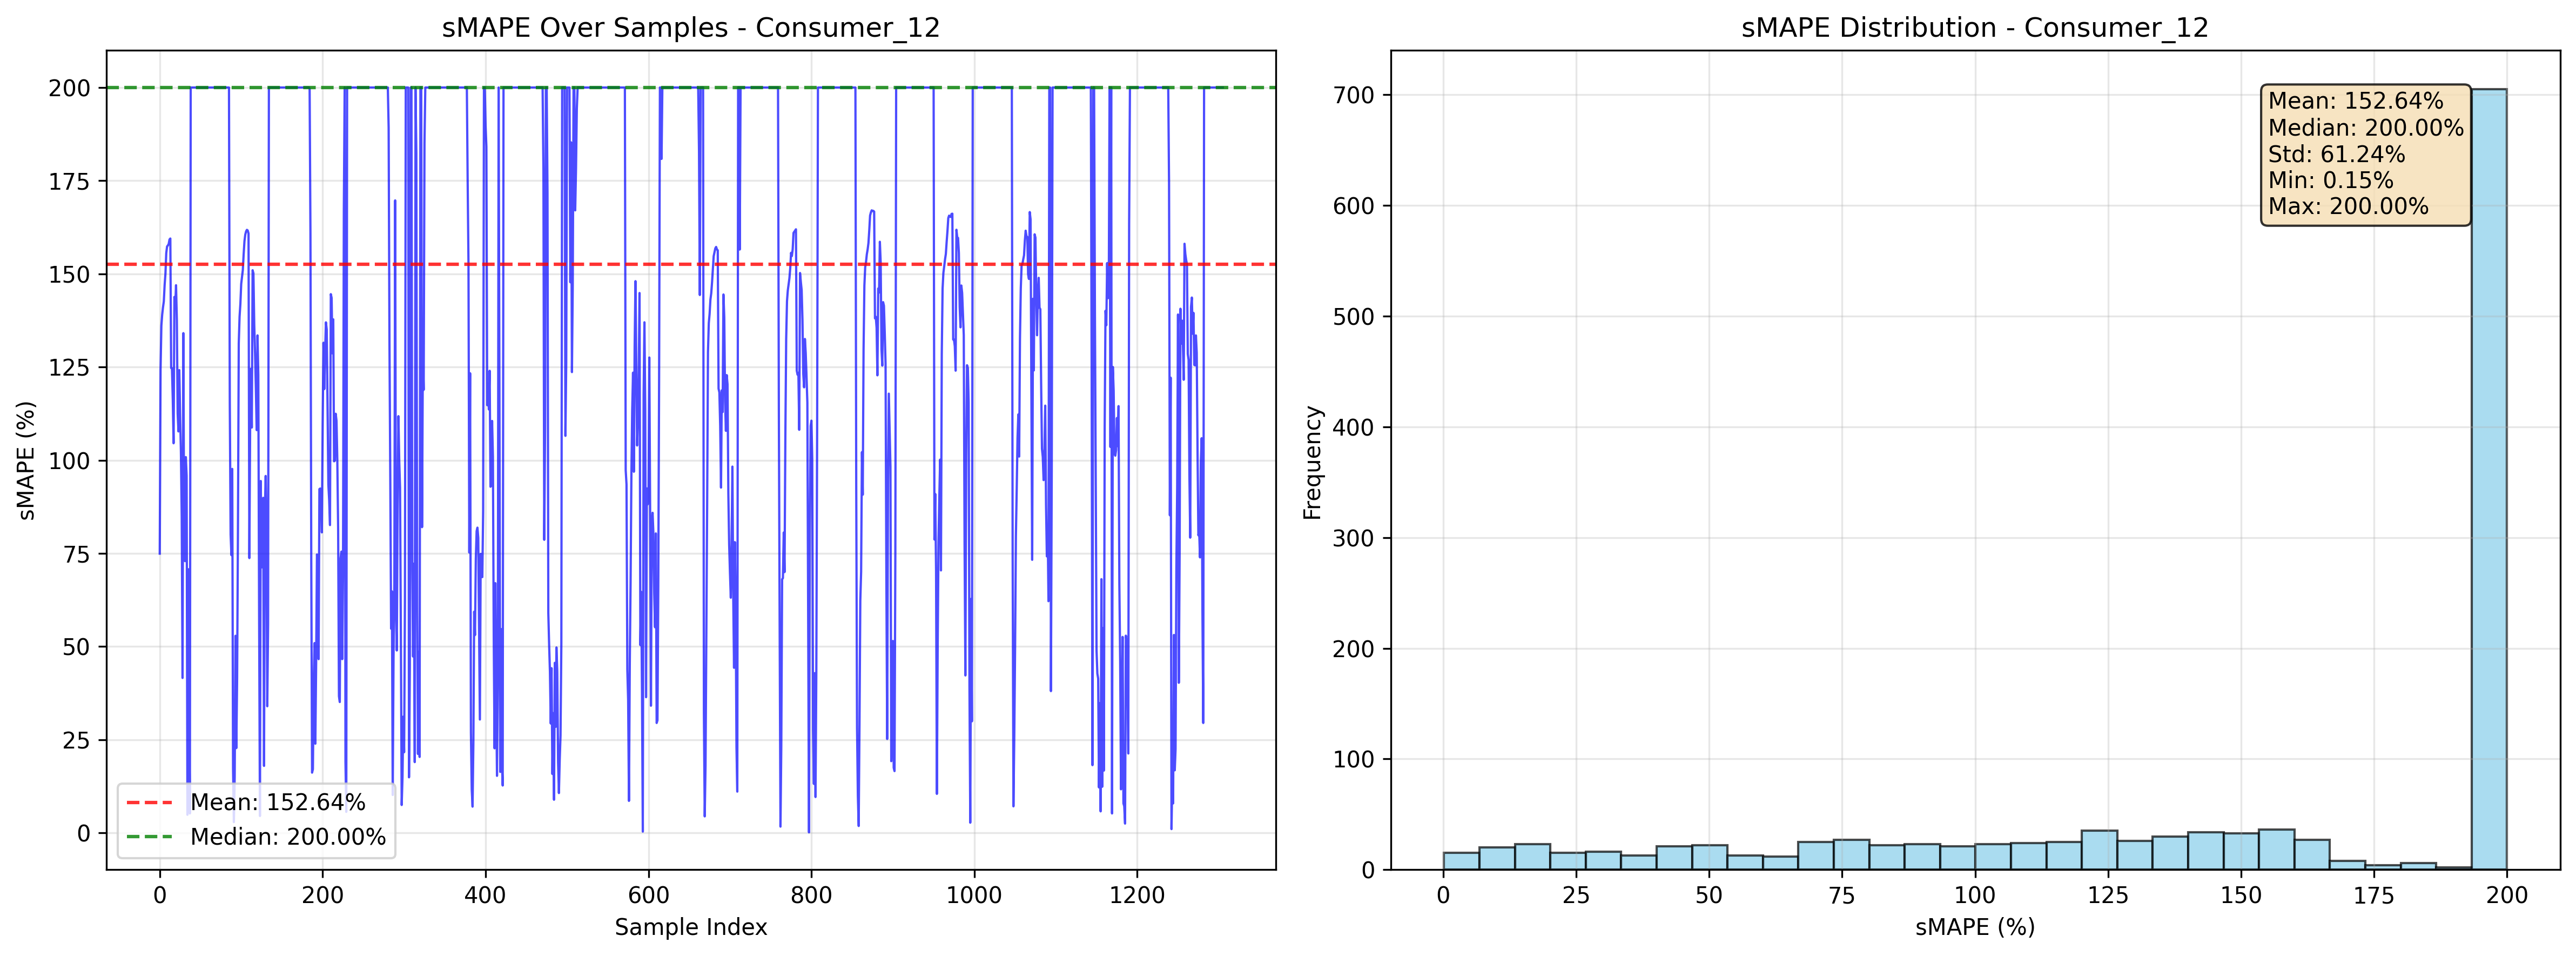 sMAPE Over Samples - Consumer_12
sMAPE (%)
200
175
150
125
100
75
50
25
0
Mean: 152.64%
Median: 200.00%
0 200 400 600 800 1000 1200
Sample Index
sMAPE Distribution - Consumer_12
Frequency
700
600
500
400
300
200
100
0
Mean: 152.64%
Median: 200.00%
Std: 61.24%
Min: 0.15%
Max: 200.00%
0 25 50 75 100 125 150 175 200
sMAPE (%)